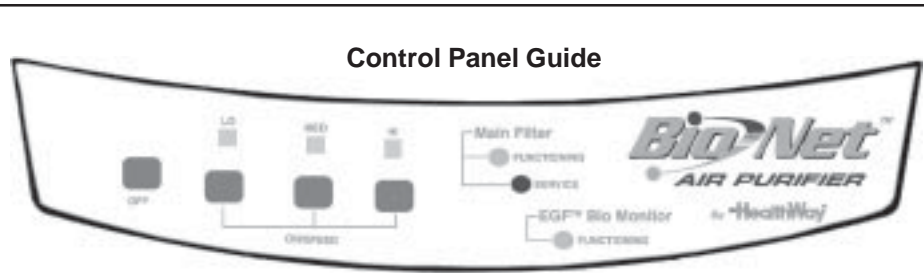 Control Panel Guide
LO MED HI
OFF
ON/SPEED
Main Filter
FUNCTIONING
SERVICE
EGF™ Bio Monitor
FUNCTIONING
Bio-Net™
AIR PURIFIER
By HealthWay®